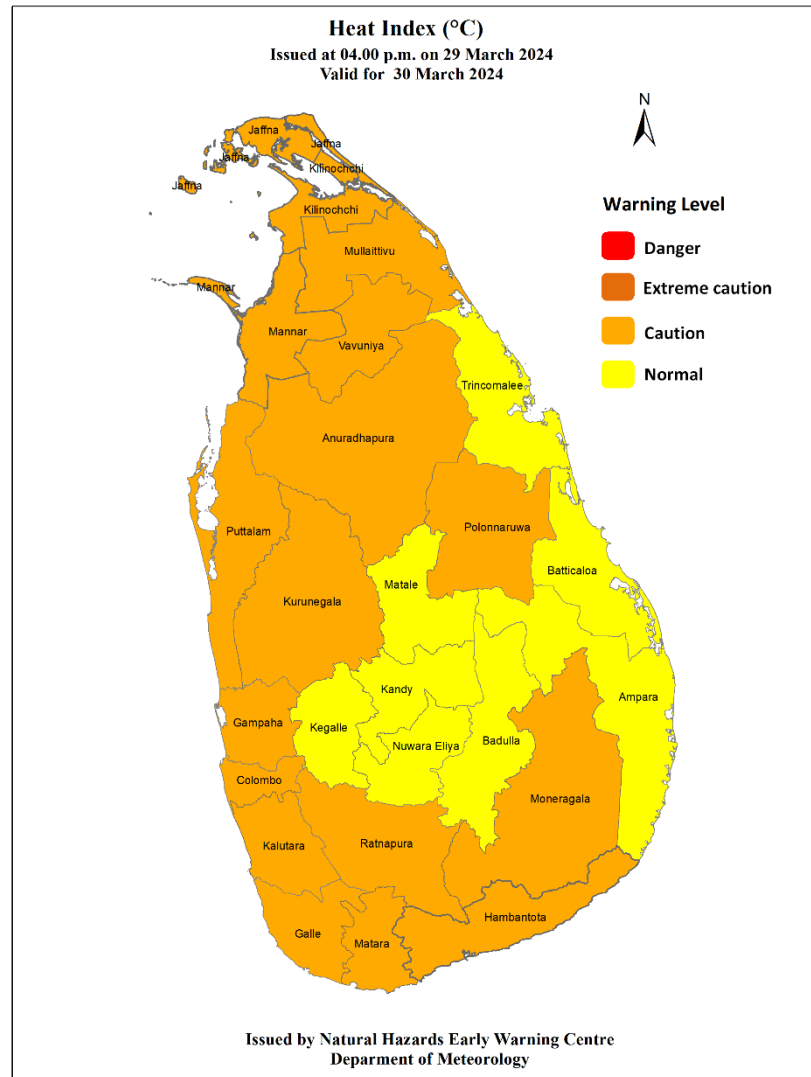 Heat Index (°C)
Issued at 04.00 p.m. on 29 March 2024
Valid for 30 March 2024
N
Warning Level
Danger
Extreme caution
Caution
Normal
Jaffna
Jaffna
Jaffna
Kilinochchi
Jaffna
Kilinochchi
Mullaittivu
Mannar
Mannar
Vavuniya
Trincomalee
Anuradhapura
Polonnaruwa
Puttalam
Batticaloa
Matale
Kurunegala
Kandy
Ampara
Kegalle
Gampaha
Nuwara Eliya
Badulla
Colombo
Moneragala
Kalutara
Ratnapura
Hambantota
Galle
Matara
Issued by Natural Hazards Early Warning Centre
Deparment of Meteorology